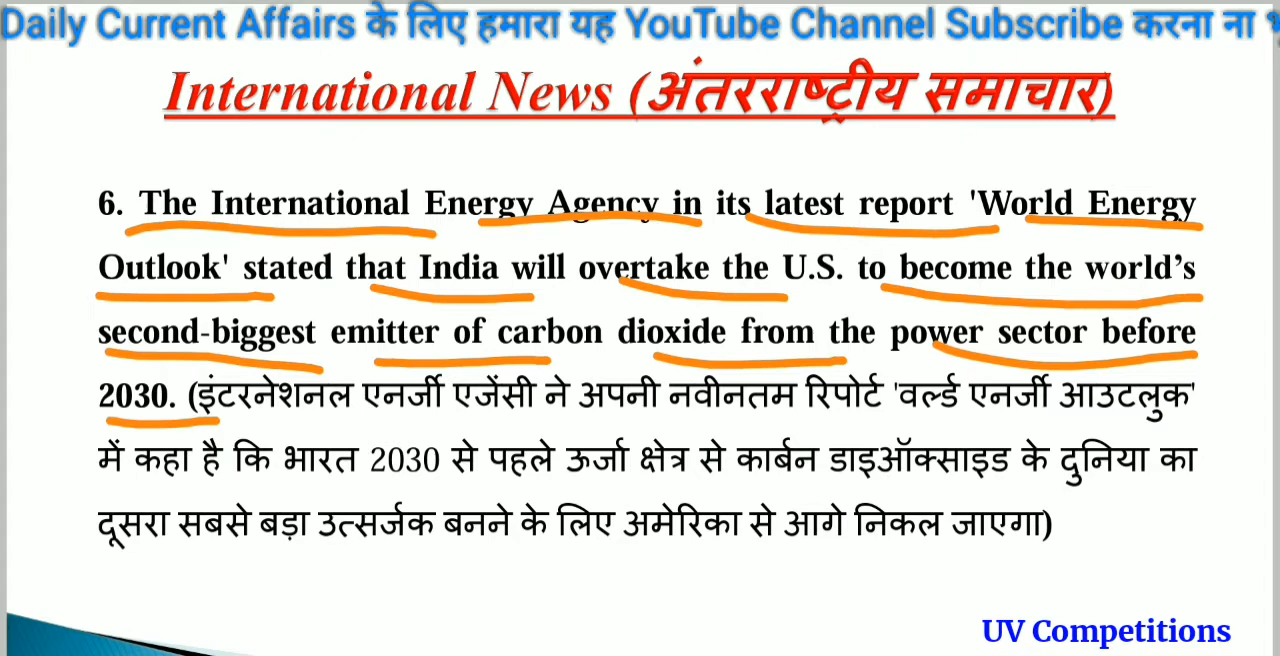 Daily Current Affairs के लिए हमारा यह YouTube Channel Subscribe करना ना
International News (अंतरराष्ट्रीय समाचार)
6. The International Energy Agency in its latest report 'World Energy
Outlook' stated that India will overtake the U.S. to become the world’s
second-biggest emitter of carbon dioxide from the power sector before
2030. (इंटरनेशनल एनर्जी एजेंसी ने अपनी नवीनतम रिपोर्ट 'वर्ल्ड एनर्जी आउटलुक'
में कहा है कि भारत 2030 से पहले ऊर्जा क्षेत्र से कार्बन डाइऑक्साइड के दुनिया का
दूसरा सबसे बड़ा उत्सर्जक बनने के लिए अमेरिका से आगे निकल जाएगा)
UV Competitions